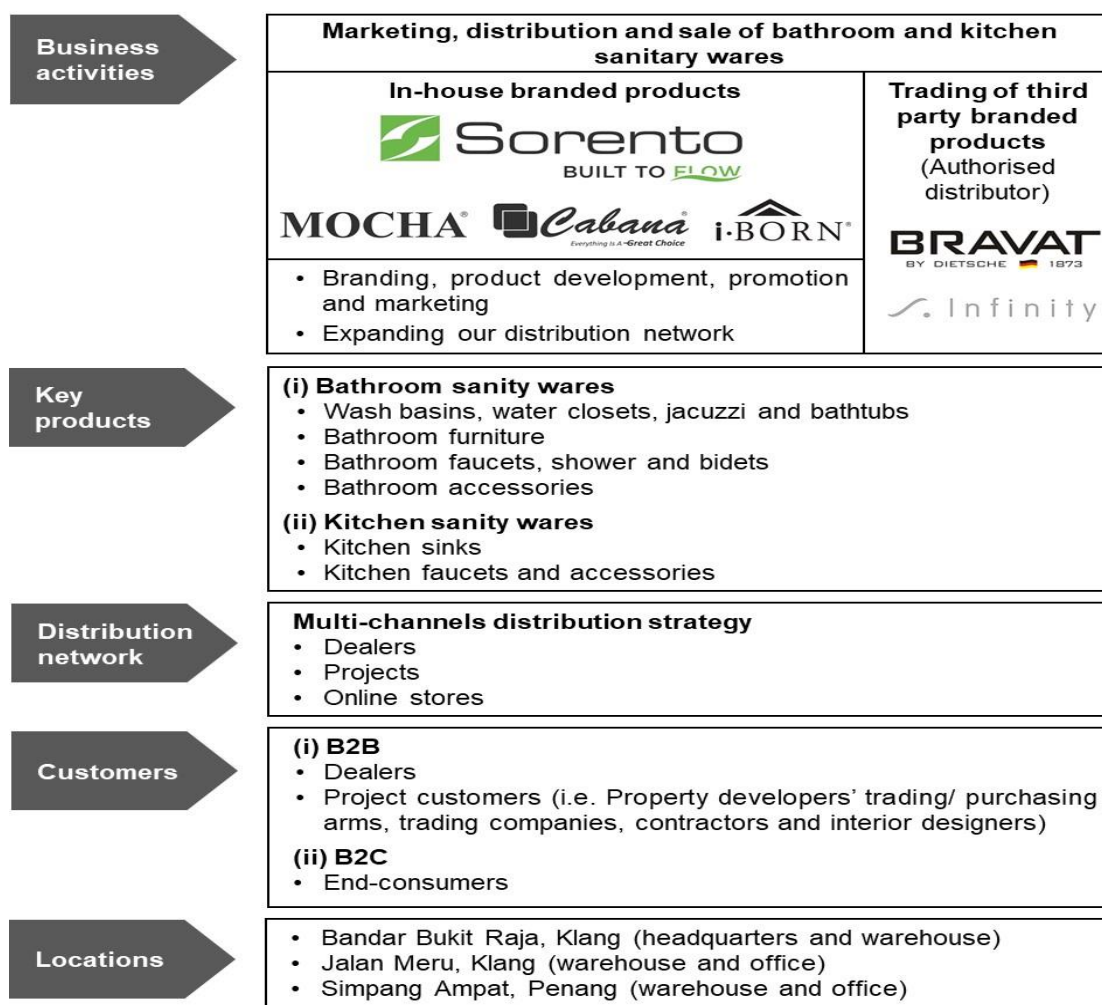 Business
activities
Marketing, distribution and sale of bathroom and kitchen
sanitary wares
In-house branded products
Sorento
BUILT TO FLOW
MOCHA®
Cabana®
Everything Is A Great Choice
i·BORN®
• Branding, product development, promotion
and marketing
• Expanding our distribution network
Trading of third
party branded
products
(Authorised
distributor)
BRAVAT
BY DIETSCHE 1873
Infinity
Key
products
(i) Bathroom sanity wares
• Wash basins, water closets, jacuzzi and bathtubs
• Bathroom furniture
• Bathroom faucets, shower and bidets
• Bathroom accessories
(ii) Kitchen sanity wares
• Kitchen sinks
• Kitchen faucets and accessories
Distribution
network
Multi-channels distribution strategy
• Dealers
• Projects
• Online stores
Customers
(i) B2B
• Dealers
• Project customers (i.e. Property developers' trading/ purchasing
arms, trading companies, contractors and interior designers)
(ii) B2C
• End-consumers
Locations
• Bandar Bukit Raja, Klang (headquarters and warehouse)
• Jalan Meru, Klang (warehouse and office)
• Simpang Ampat, Penang (warehouse and office)